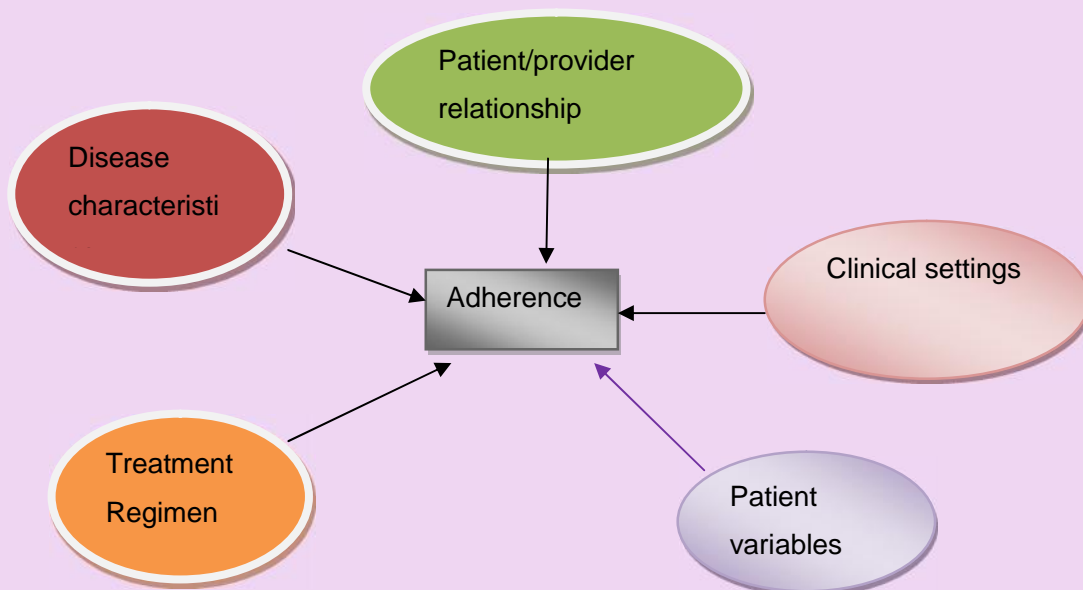 Patient/provider
relationship
Disease
characteristi
Clinical settings
Adherence
Treatment
Regimen
Patient
variables